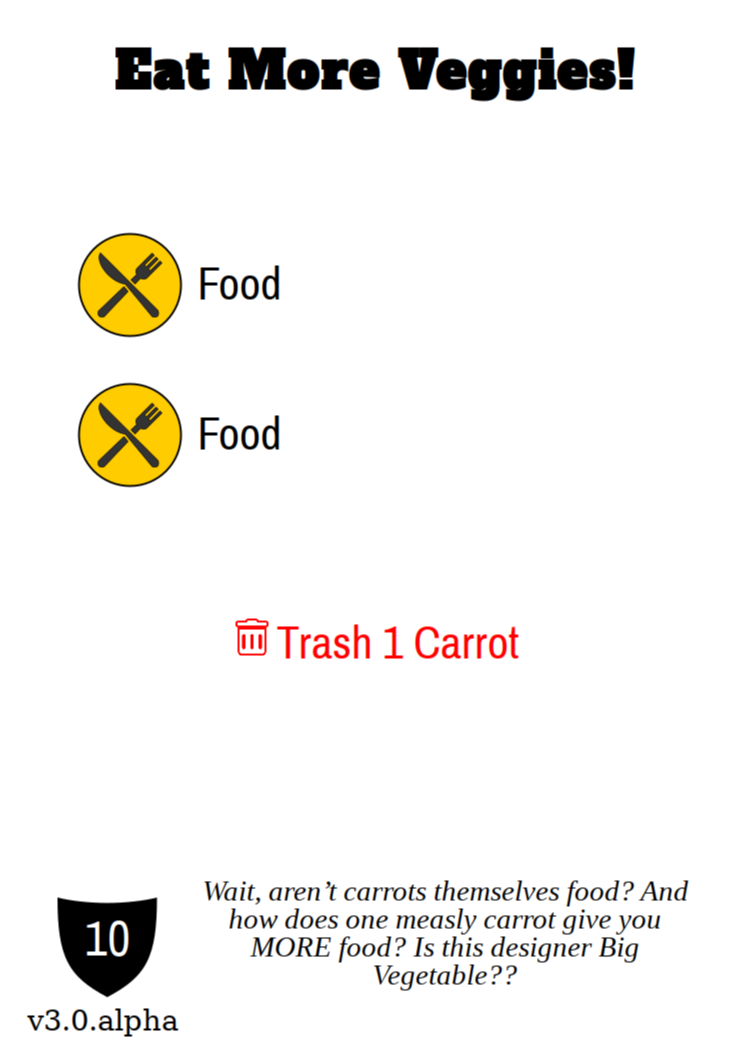 Eat More Veggies!
Food
Food
Trash 1 Carrot
10
v3.0.alpha
Wait, aren’t carrots themselves food? And
how does one measly carrot give you
MORE food? Is this designer Big
Vegetable??